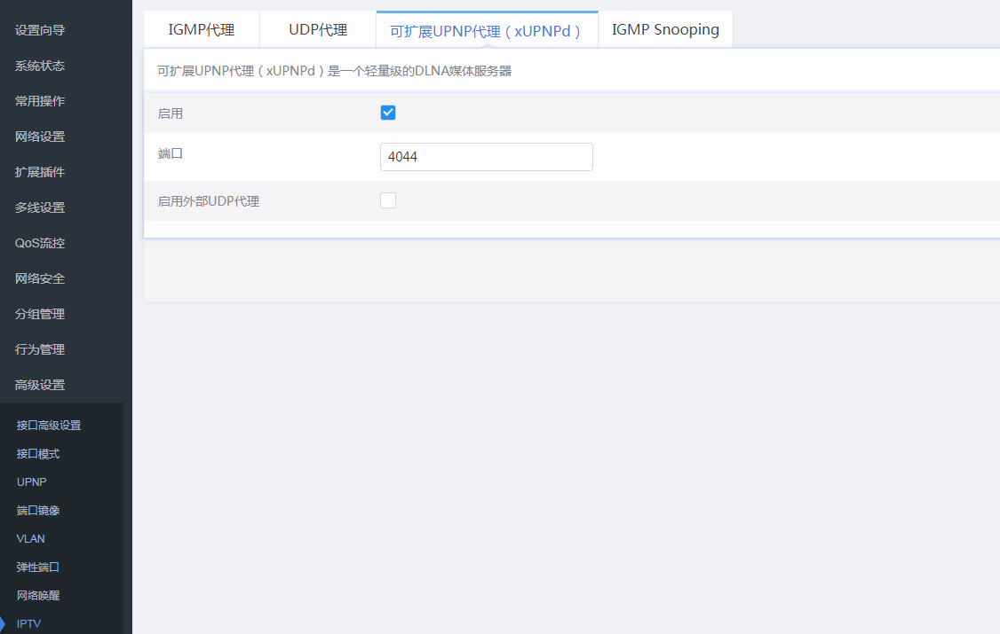 设置向导
系统状态
常用操作
网络设置
扩展插件
多线设置
QoS流控
网络安全
分组管理
行为管理
高级设置
接口高级设置
接口模式
UPNP
端口镜像
VLAN
弹性端口
网络唤醒
IPTV
IGMP代理 UDP代理 可扩展UPNP代理（xUPNPd） IGMP Snooping
可扩展UPNP代理（xUPNPd）是一个轻量级的DLNA媒体服务器
启用
端口 4044
启用外部UDP代理